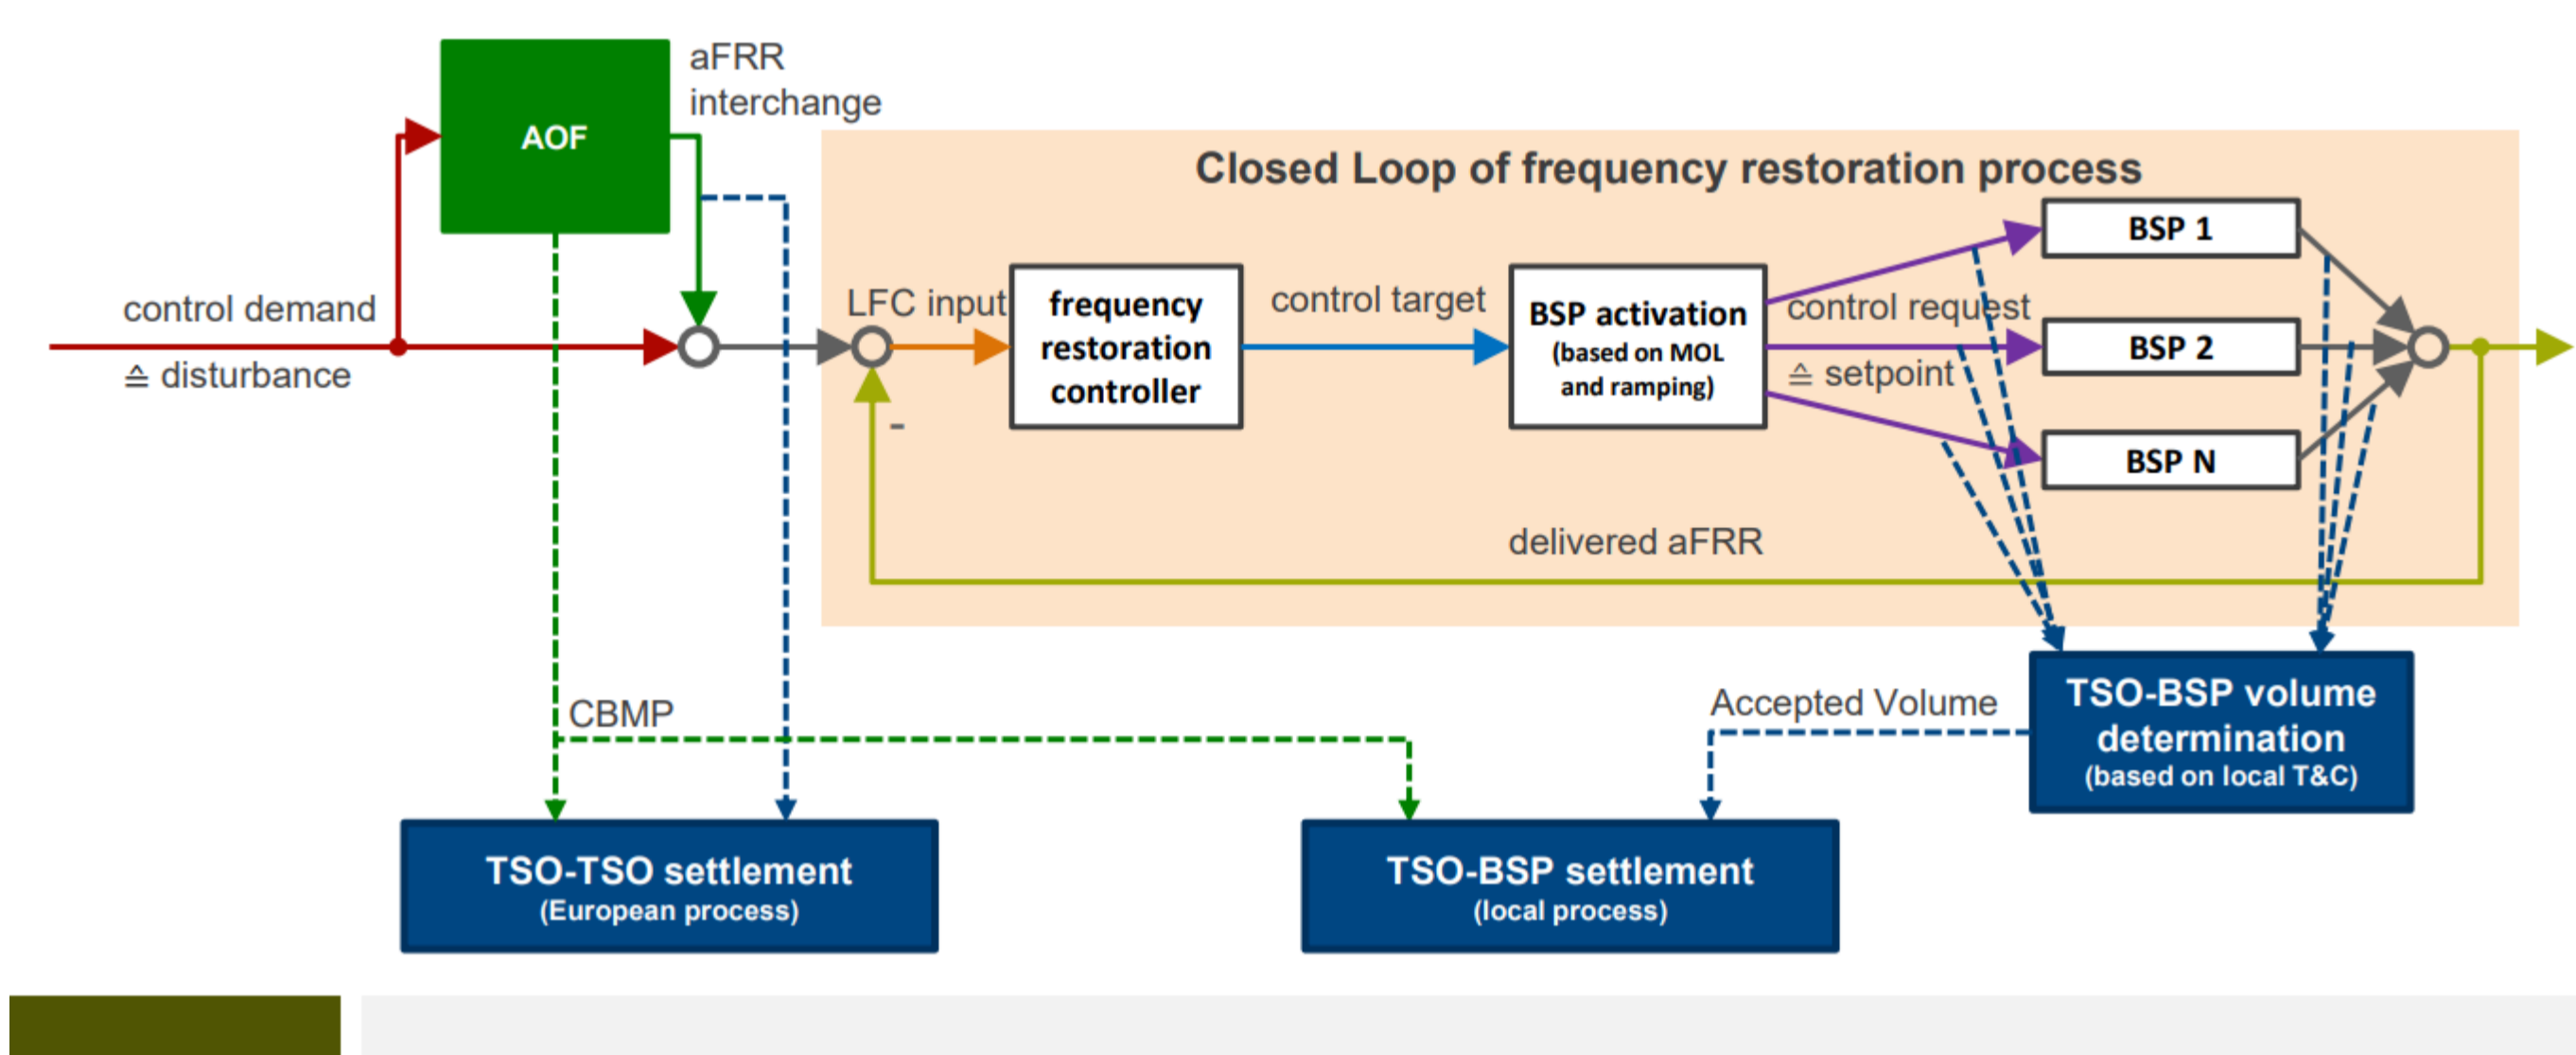 aFRR
interchange
AOF
Closed Loop of frequency restoration process
control demand
≙ disturbance
LFC input
-
frequency
restoration
controller
control target
BSP activation
(based on MOL
and ramping)
control request
≙ setpoint
BSP 1
BSP 2
BSP N
delivered aFRR
CBMP
Accepted Volume
TSO-BSP volume
determination
(based on local T&C)
TSO-TSO settlement
(European process)
TSO-BSP settlement
(local process)